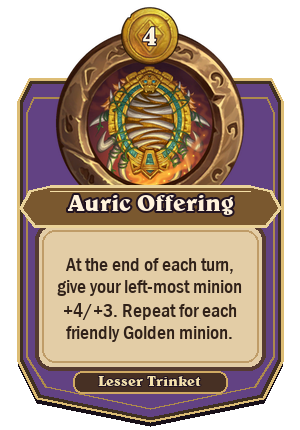 4
Auric Offering
At the end of each turn,
give your left-most minion
+4/+3. Repeat for each
friendly Golden minion.
Lesser Trinket